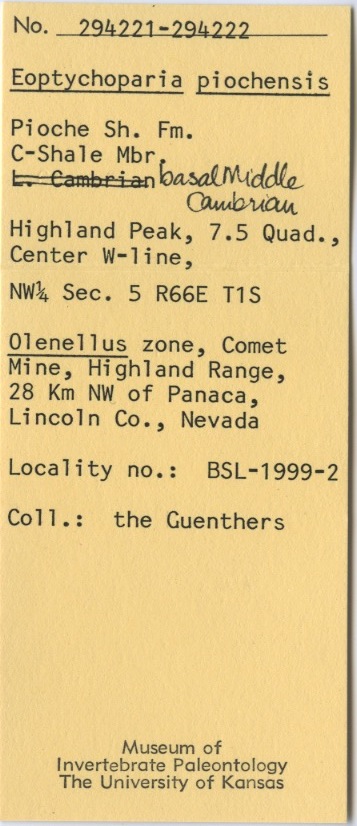 No. 294221-294222
Eoptychoparia piochensis
Pioche Sh. Fm.
C-Shale Mbr.
L. Cambrian basal Middle
Cambrian
Highland Peak, 7.5 Quad.,
Center W-line,
NW¼ Sec. 5 R66E T1S
Olenellus zone, Comet
Mine, Highland Range,
28 Km NW of Panaca,
Lincoln Co., Nevada
Locality no.: BSL-1999-2
Coll.: the Guenthers
Museum of
Invertebrate Paleontology
The University of Kansas